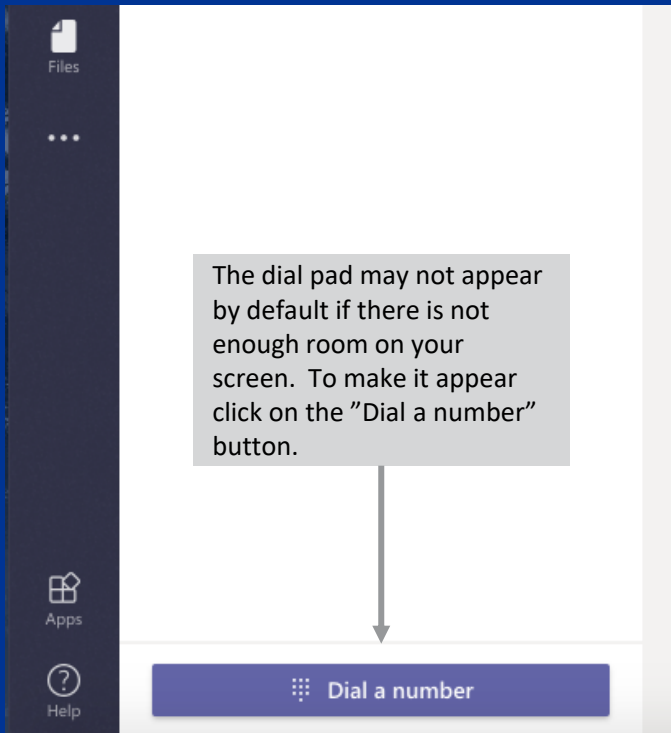 Files
The dial pad may not appear
by default if there is not
enough room on your
screen.  To make it appear
click on the ”Dial a number”
button.
Apps
Help
Dial a number